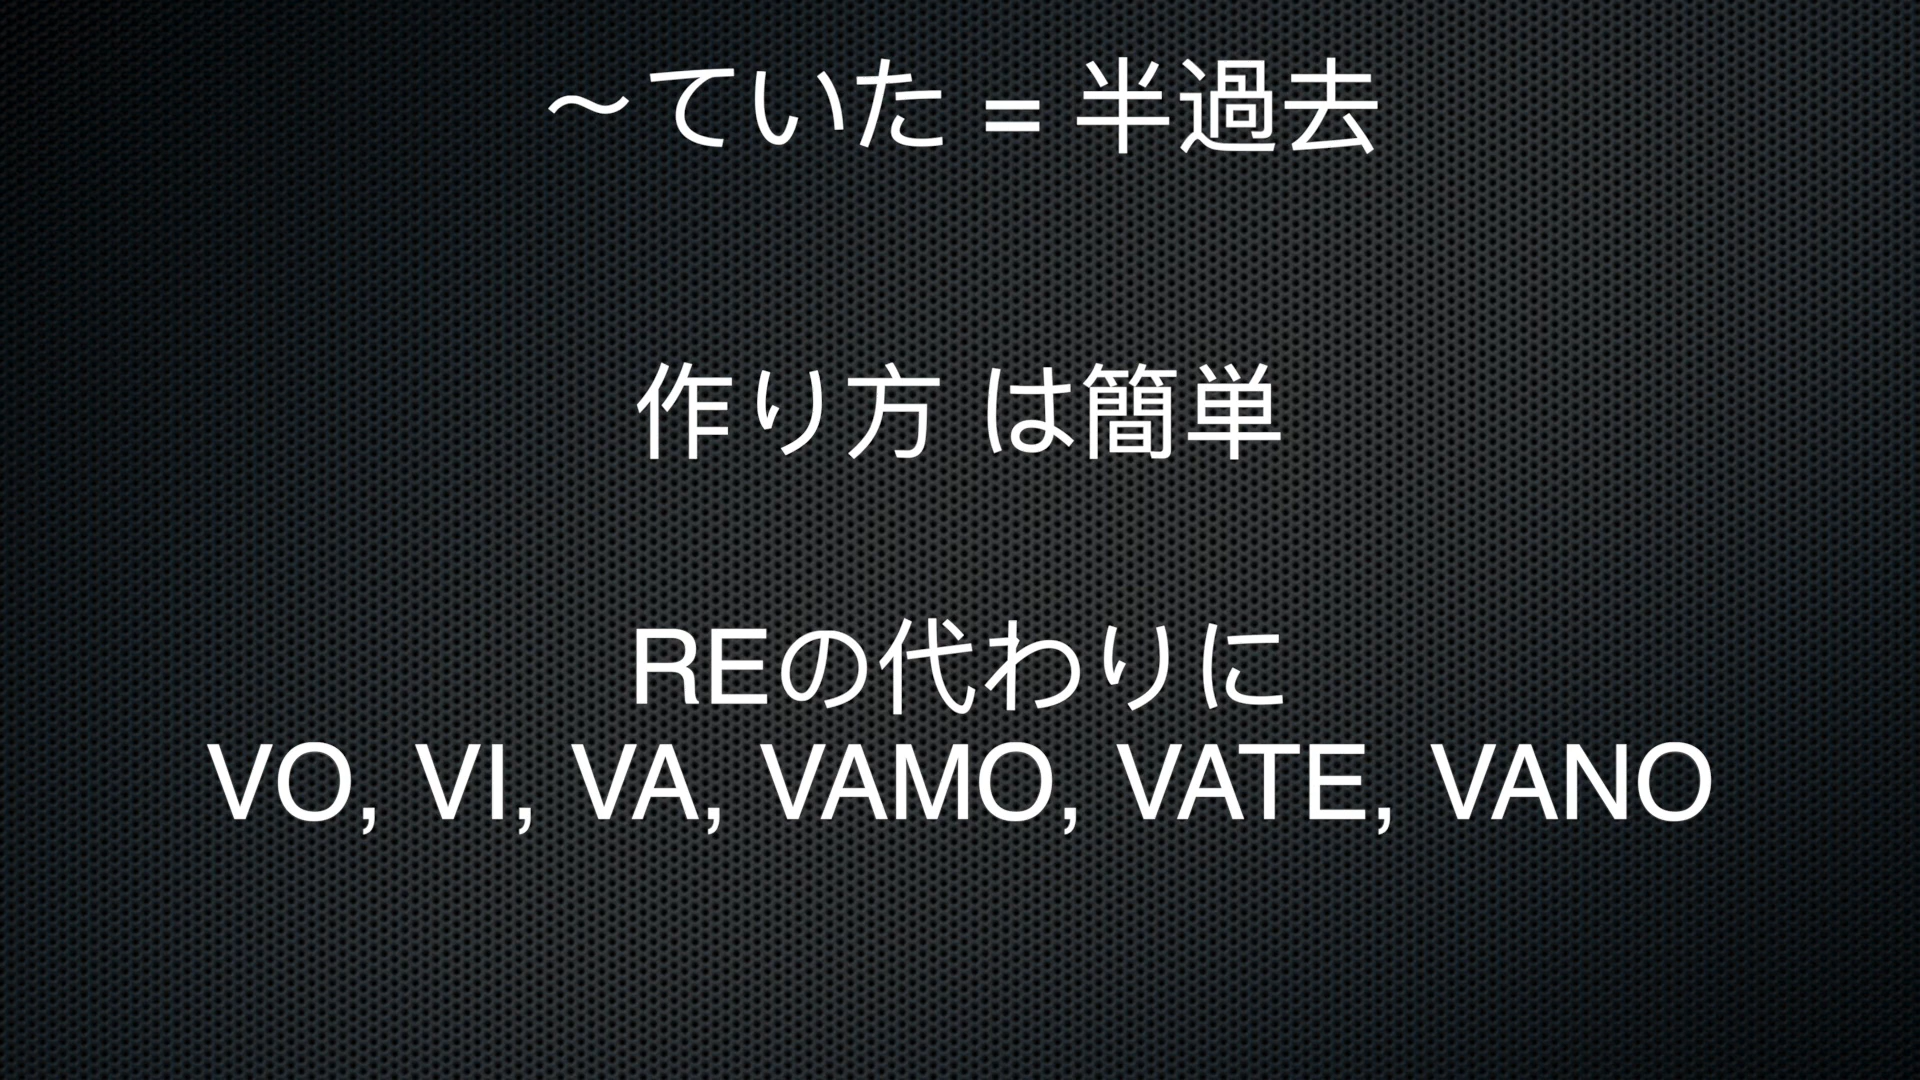 〜ていた = 半過去
作り方 は簡単
REの代わりに
VO, VI, VA, VAMO, VATE, VANO